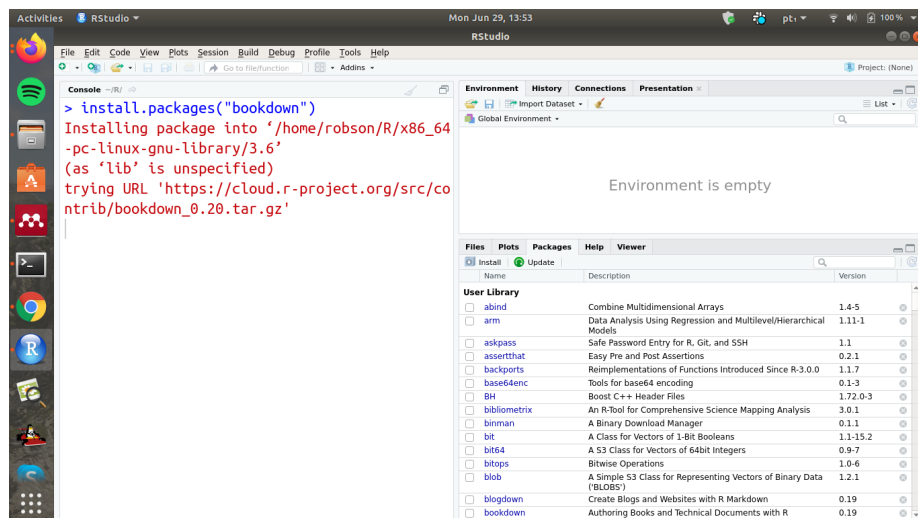 Activities RStudio Mon Jun 29, 13:53 pt1 100 %
RStudio
File Edit Code View Plots Session Build Debug Profile Tools Help
Go to file/function Addins Project: (None)
Console ~/R/
> install.packages("bookdown")
Installing package into ‘/home/robson/R/x86_64
-pc-linux-gnu-library/3.6’
(as ‘lib’ is unspecified)
trying URL 'https://cloud.r-project.org/src/co
ntrib/bookdown_0.20.tar.gz'
Environment History Connections Presentation
Import Dataset List
Global Environment
Environment is empty
Files Plots Packages Help Viewer
Install Update
Name Description Version
User Library
abind Combine Multidimensional Arrays 1.4-5
arm Data Analysis Using Regression and Multilevel/Hierarchical 1.11-1
Models
askpass Safe Password Entry for R, Git, and SSH 1.1
assertthat Easy Pre and Post Assertions 0.2.1
backports Reimplementations of Functions Introduced Since R-3.0.0 1.1.7
base64enc Tools for base64 encoding 0.1-3
BH Boost C++ Header Files 1.72.0-3
bibliometrix An R-Tool for Comprehensive Science Mapping Analysis 3.0.1
binman A Binary Download Manager 0.1.1
bit A Class for Vectors of 1-Bit Booleans 1.1-15.2
bit64 A S3 Class for Vectors of 64bit Integers 0.9-7
bitops Bitwise Operations 1.0-6
blob A Simple S3 Class for Representing Vectors of Binary Data 1.2.1
('BLOBS')
blogdown Create Blogs and Websites with R Markdown 0.19
bookdown Authoring Books and Technical Documents with R 0.19